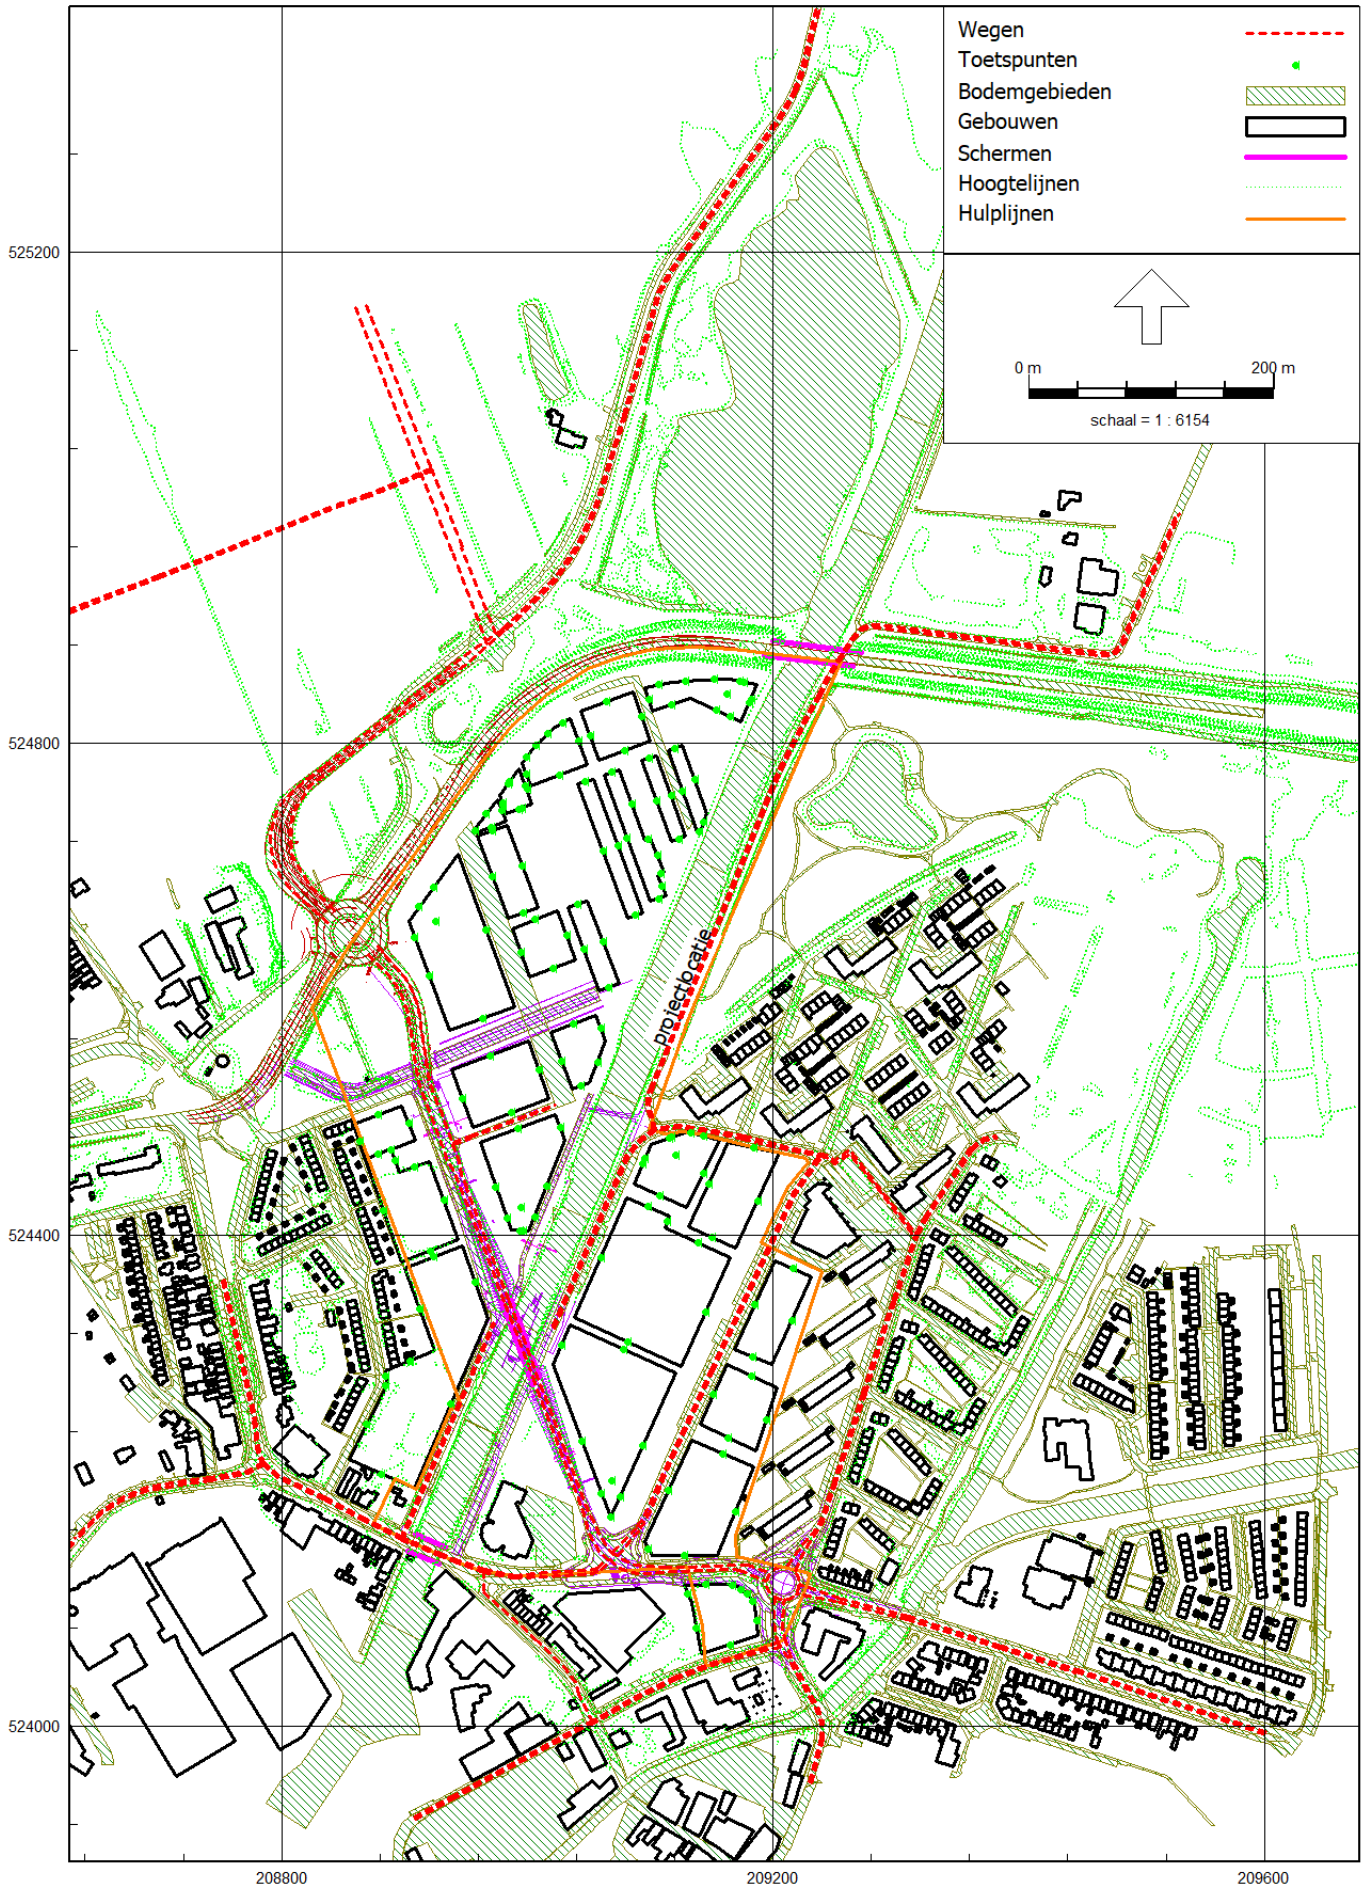 Wegen
Toetspunten
Bodemgebieden
Gebouwen
Schermen
Hoogtelijnen
Hulplijnen
0 m 200 m
schaal = 1 : 6154
525200
524800
projectlocatie
524400
524000
208800 209200 209600